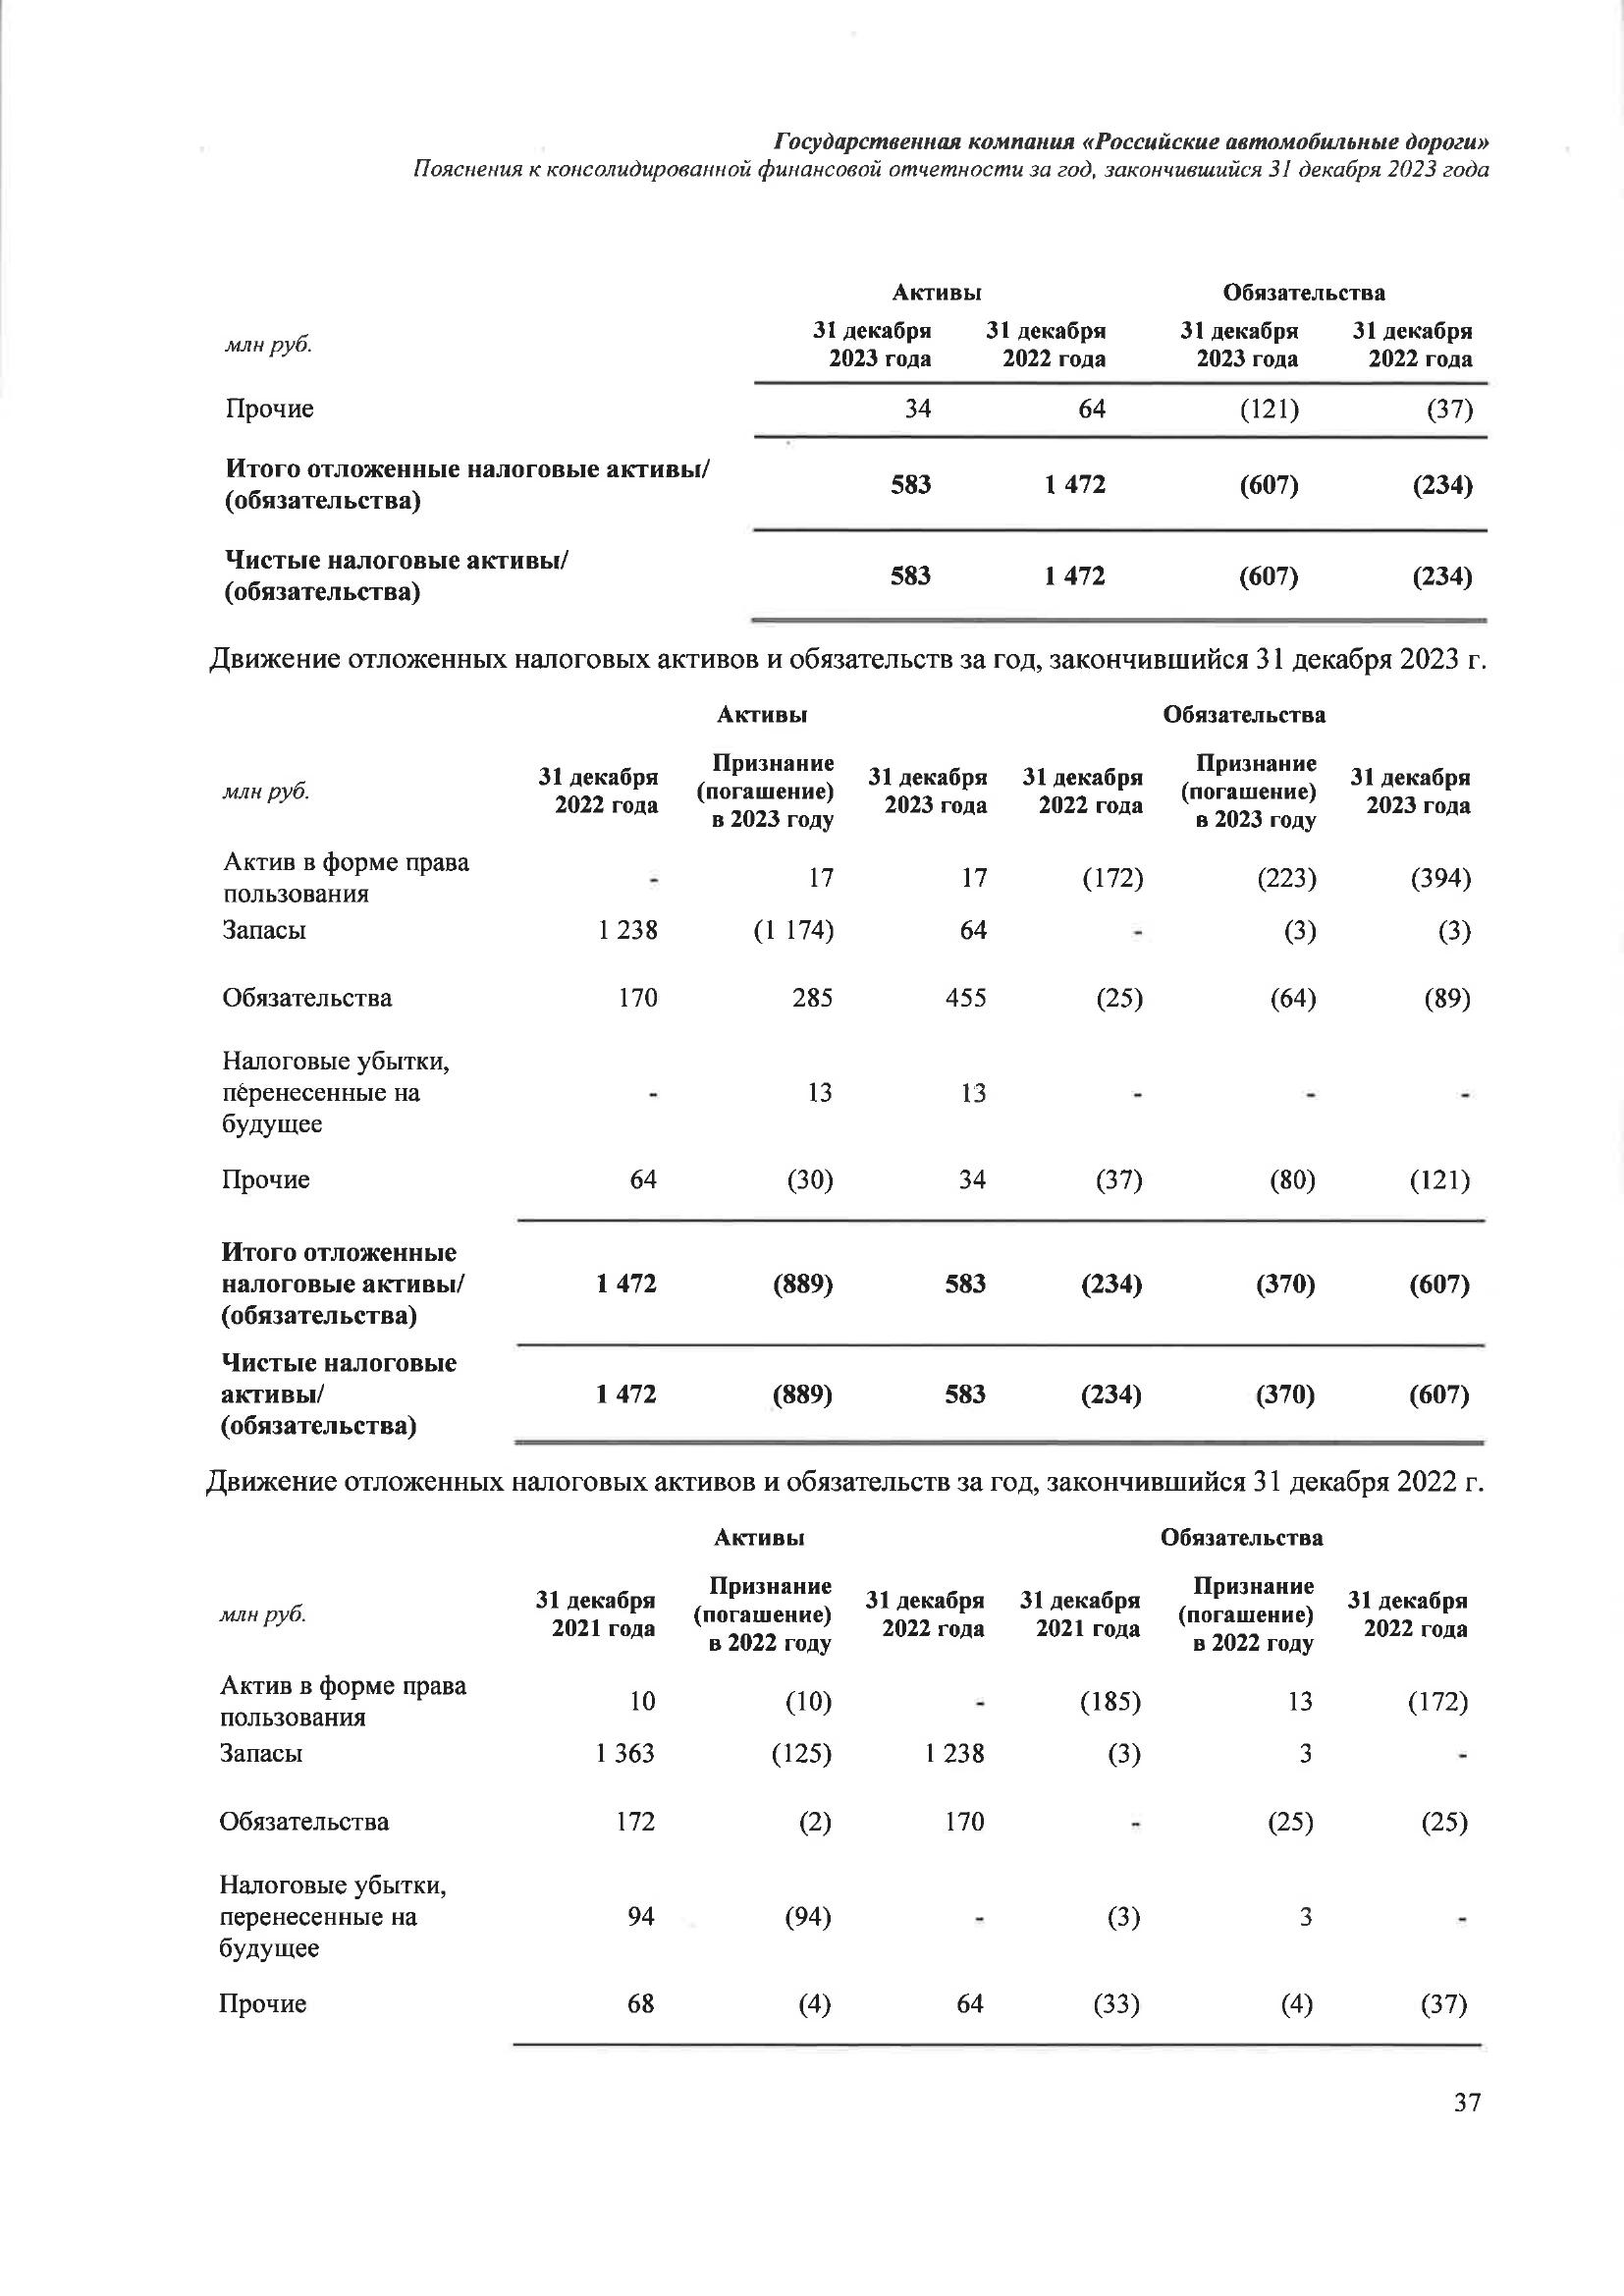 Государственная компания «Российские автомобильные дороги»
Пояснения к консолидированной финансовой отчетности за год, закончившийся 31 декабря 2023 года
Активы Обязательства
млн руб. 31 декабря 2023 года 31 декабря 2022 года 31 декабря 2023 года 31 декабря 2022 года
Прочие 34 64 (121) (37)
Итого отложенные налоговые активы/
(обязательства) 583 1 472 (607) (234)
Чистые налоговые активы/
(обязательства) 583 1 472 (607) (234)
Движение отложенных налоговых активов и обязательств за год, закончившийся 31 декабря 2023 г.
Активы Обязательства
млн руб. 31 декабря 2022 года Признание (погашение) в 2023 году 31 декабря 2023 года 31 декабря 2022 года Признание (погашение) в 2023 году 31 декабря 2023 года
Актив в форме права
пользования - 17 17 (172) (223) (394)
Запасы 1 238 (1 174) 64 - (3) (3)
Обязательства 170 285 455 (25) (64) (89)
Налоговые убытки,
перенесенные на - 13 13 - - -
будущее
Прочие 64 (30) 34 (37) (80) (121)
Итого отложенные
налоговые активы/ 1 472 (889) 583 (234) (370) (607)
(обязательства)
Чистые налоговые
активы/ 1 472 (889) 583 (234) (370) (607)
(обязательства)
Движение отложенных налоговых активов и обязательств за год, закончившийся 31 декабря 2022 г.
Активы Обязательства
млн руб. 31 декабря 2021 года Признание (погашение) в 2022 году 31 декабря 2022 года 31 декабря 2021 года Признание (погашение) в 2022 году 31 декабря 2022 года
Актив в форме права
пользования 10 (10) - (185) 13 (172)
Запасы 1 363 (125) 1 238 (3) 3 -
Обязательства 172 (2) 170 - (25) (25)
Налоговые убытки,
перенесенные на 94 (94) - (3) 3 -
будущее
Прочие 68 (4) 64 (33) (4) (37)
37